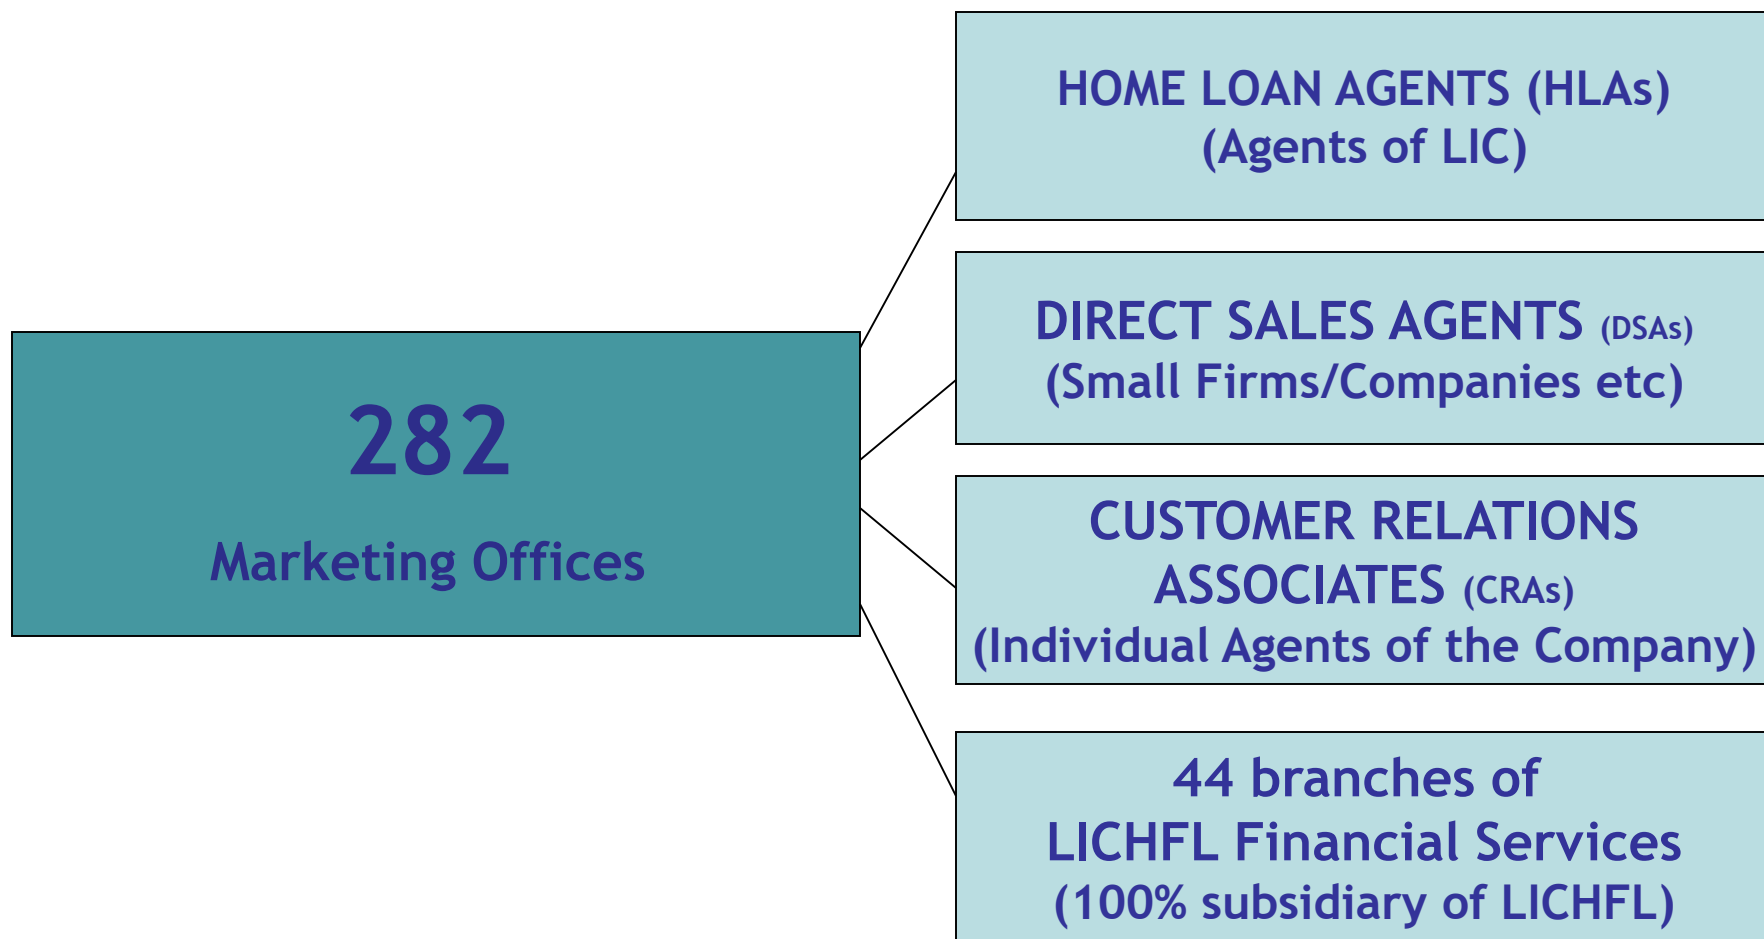 282
Marketing Offices
HOME LOAN AGENTS (HLAs)
(Agents of LIC)
DIRECT SALES AGENTS (DSAs)
(Small Firms/Companies etc)
CUSTOMER RELATIONS
ASSOCIATES (CRAs)
(Individual Agents of the Company)
44 branches of
LICHFL Financial Services
(100% subsidiary of LICHFL)